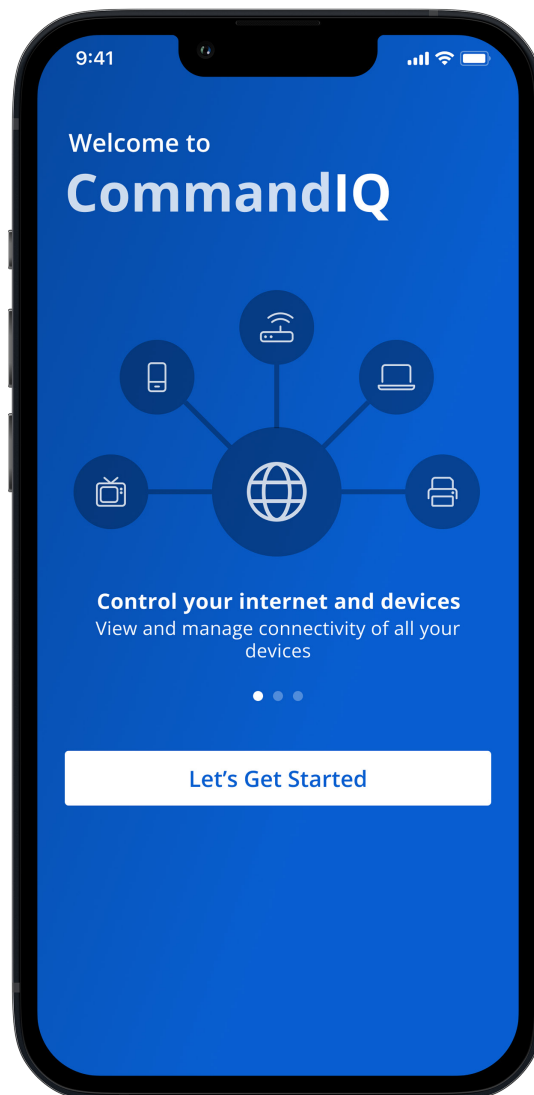 9:41
Welcome to
CommandIQ
Control your internet and devices
View and manage connectivity of all your
devices
Let’s Get Started